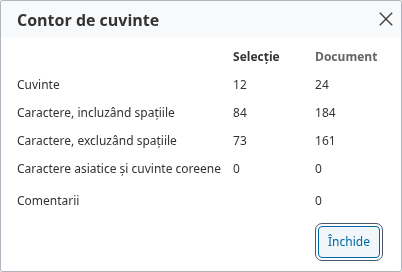 Contor de cuvinte
Selecție Document
Cuvinte 12 24
Caractere, incluzând spațiile 84 184
Caractere, excluzând spațiile 73 161
Caractere asiatice și cuvinte coreene 0 0
Comentarii 0
Închide